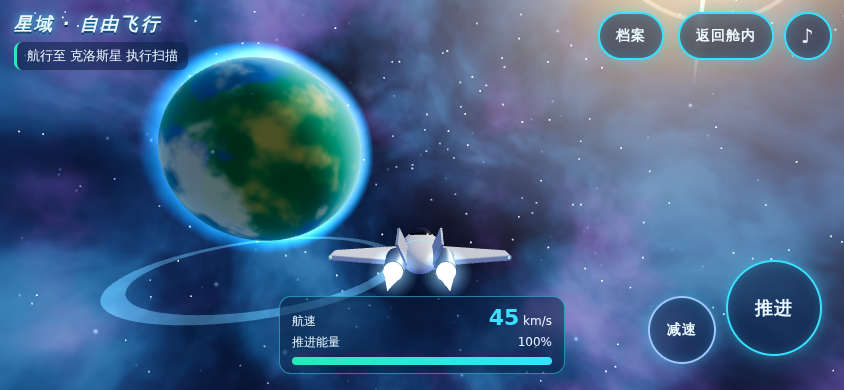 星域 · 自由飞行
航行至 克洛斯星 执行扫描
档案
返回舱内
♪
航速 45 km/s
推进能量 100%
减速
推进